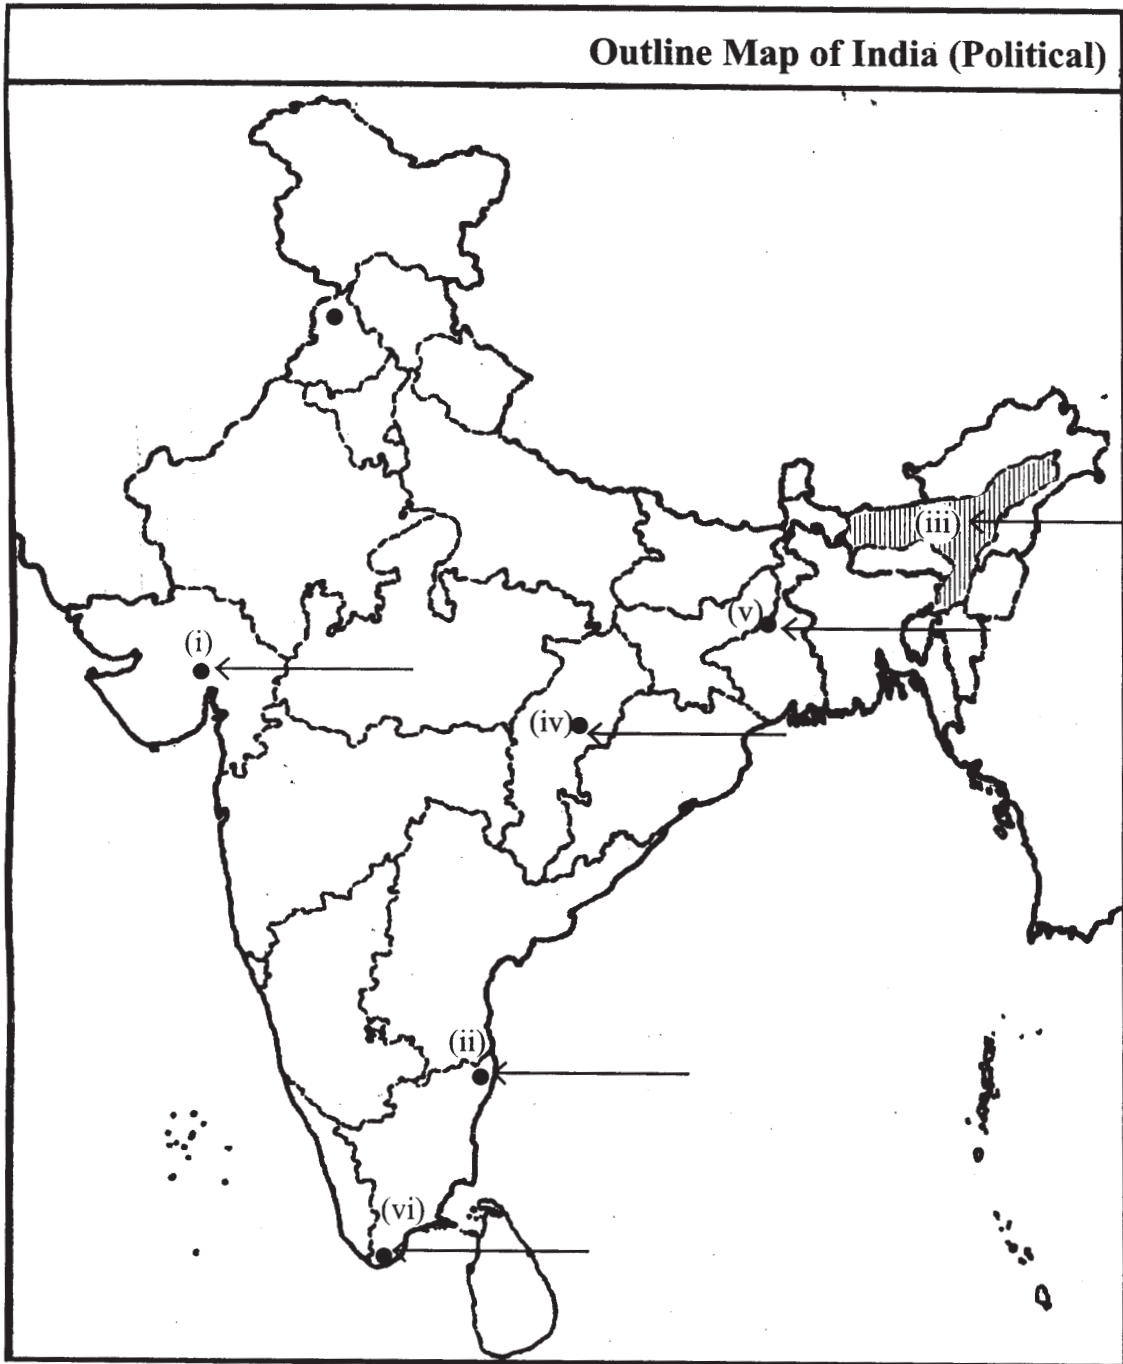 Outline Map of India (Political)
(iii)
(v)
(i)
(iv)
(ii)
(vi)